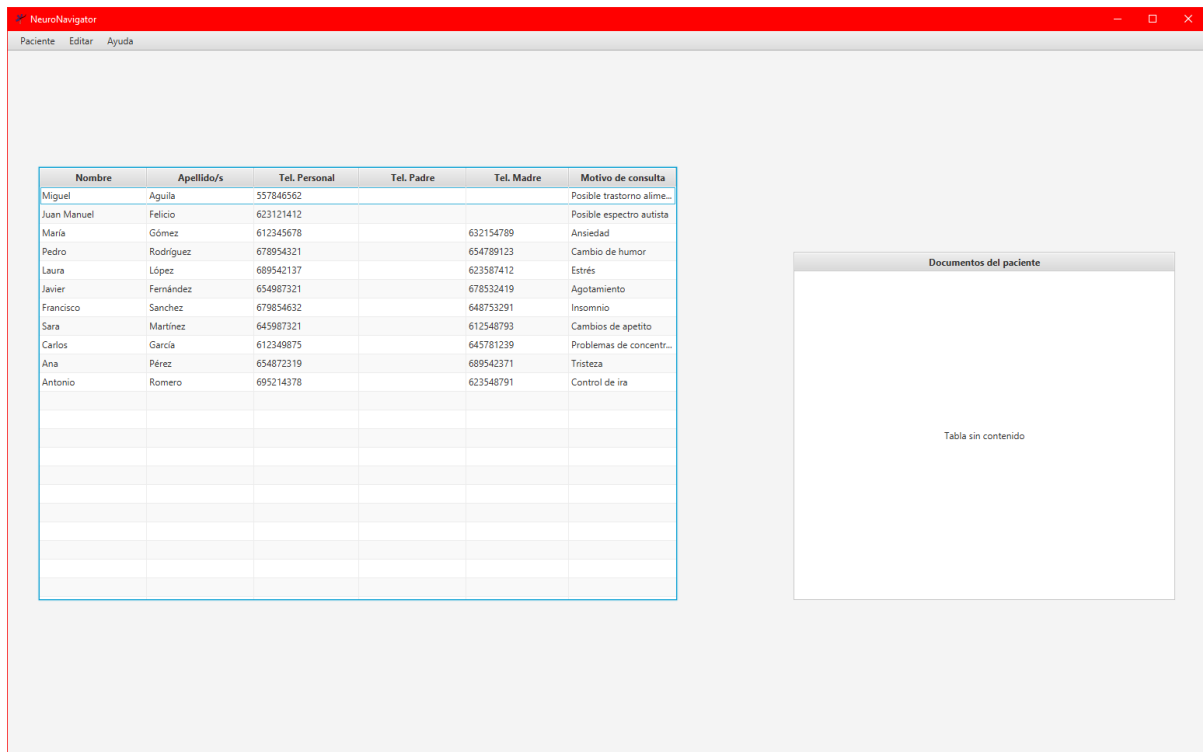 NeuroNavigator
Paciente Editar Ayuda
Nombre Apellido/s Tel. Personal Tel. Padre Tel. Madre Motivo de consulta
Miguel Aguila 557846562 Posible trastorno alime...
Juan Manuel Felicio 623121412 Posible espectro autista
María Gómez 612345678 632154789 Ansiedad
Pedro Rodríguez 678954321 654789123 Cambio de humor
Laura López 689542137 623587412 Estrés
Javier Fernández 654987321 678532419 Agotamiento
Francisco Sanchez 679854632 648753291 Insomnio
Sara Martínez 645987321 612548793 Cambios de apetito
Carlos García 612349875 645781239 Problemas de concentr...
Ana Pérez 654872319 689542371 Tristeza
Antonio Romero 695214378 623548791 Control de ira
Documentos del paciente
Tabla sin contenido